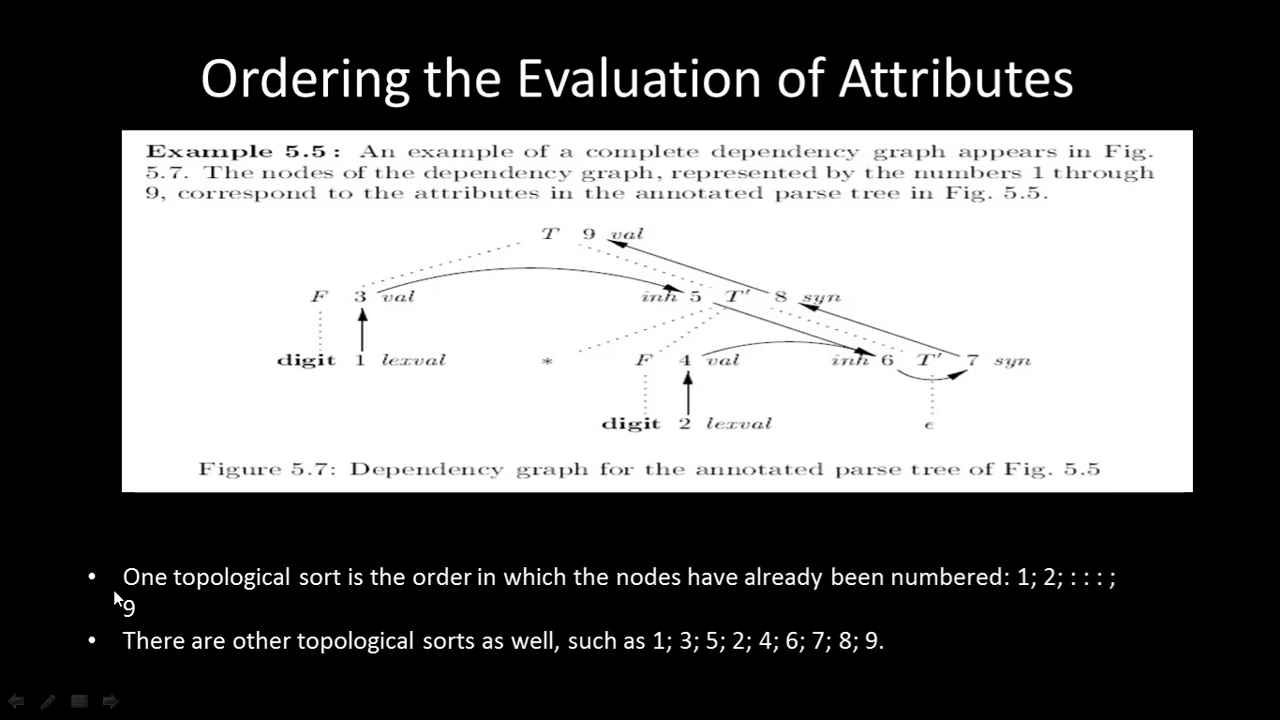 Ordering the Evaluation of Attributes
Example 5.5: An example of a complete dependency graph appears in Fig.
5.7. The nodes of the dependency graph, represented by the numbers 1 through
9, correspond to the attributes in the annotated parse tree in Fig. 5.5.
T 9 val
F 3 val inh 5 T' 8 syn
digit 1 lexval * F 4 val inh 6 T' 7 syn
digit 2 lexval ϵ
Figure 5.7: Dependency graph for the annotated parse tree of Fig. 5.5
• One topological sort is the order in which the nodes have already been numbered: 1; 2; : : : ;
9
• There are other topological sorts as well, such as 1; 3; 5; 2; 4; 6; 7; 8; 9.